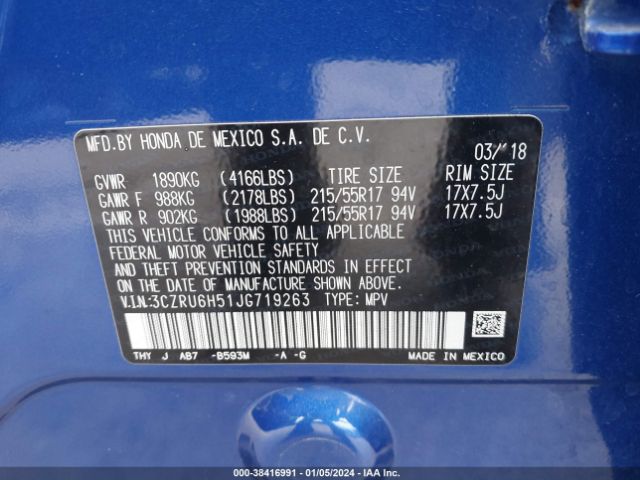 MFD. BY HONDA DE MEXICO S.A. DE C.V.
03/'18
GVWR 1890KG (4166LBS) TIRE SIZE RIM SIZE
GAWR F 988KG (2178LBS) 215/55R17 94V 17X7.5J
GAWR R 902KG (1988LBS) 215/55R17 94V 17X7.5J
THIS VEHICLE CONFORMS TO ALL APPLICABLE
FEDERAL MOTOR VEHICLE SAFETY
AND THEFT PREVENTION STANDARDS IN EFFECT
ON THE DATE OF MANUFACTURE SHOWN ABOVE.
V.I.N.:3CZRU6H51JG719263 TYPE: MPV
THY J AB7 -B593M -A -G
MADE IN MEXICO
000-38416991 - 01/05/2024 - IAA Inc.